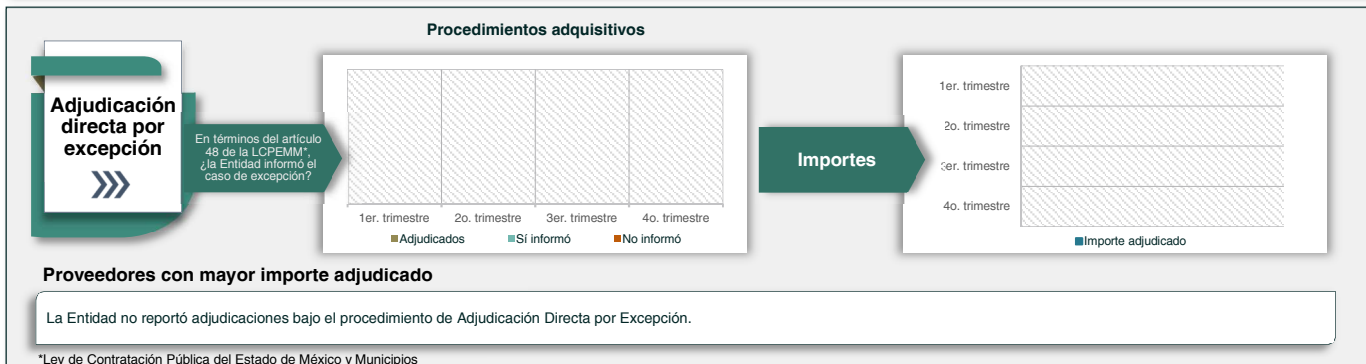 Procedimientos adquisitivos
Adjudicación
directa por
excepción
En términos del artículo
48 de la LCPEMM*,
¿la Entidad informó el
caso de excepción?
1er. trimestre 2o. trimestre 3er. trimestre 4o. trimestre
Adjudicados Sí informó No informó
Importes
1er. trimestre
2o. trimestre
3er. trimestre
4o. trimestre
Importe adjudicado
Proveedores con mayor importe adjudicado
La Entidad no reportó adjudicaciones bajo el procedimiento de Adjudicación Directa por Excepción.
*Ley de Contratación Pública del Estado de México y Municipios